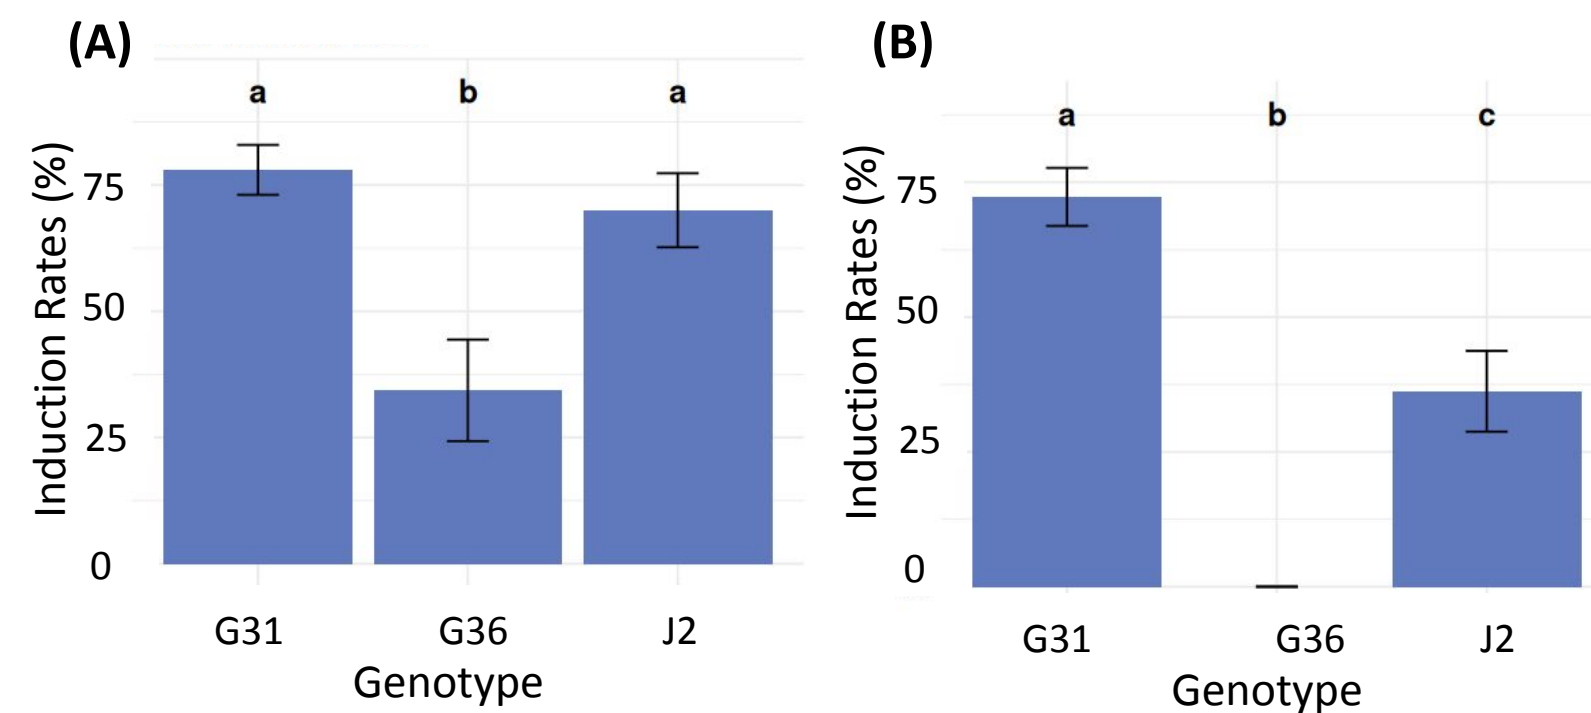 (A)
a b a
Induction Rates (%)
75
50
25
0
G31 G36 J2
Genotype
(B)
a b c
Induction Rates (%)
75
50
25
0
G31 G36 J2
Genotype